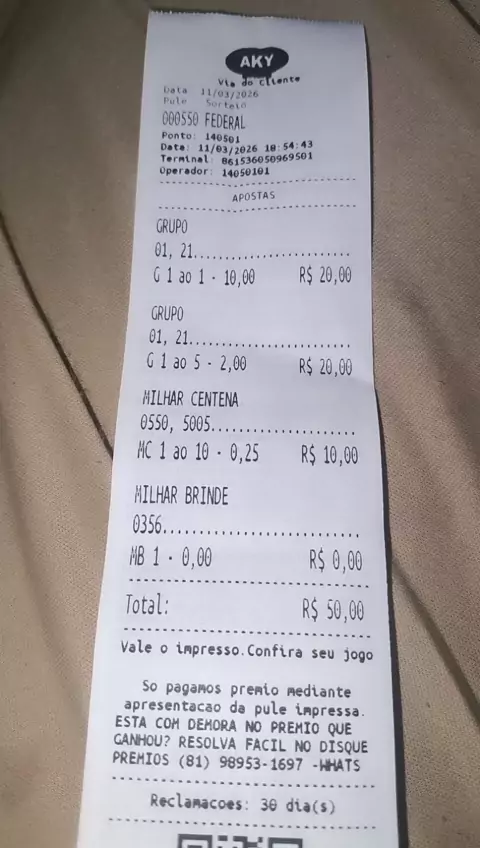 AKY
Via do Cliente
Data 11/03/2026
Pule Sorteio
000550 FEDERAL
Ponto: 140501
Data: 11/03/2026 18:54:43
Terminal: 861536050969501
Operador: 14050101
APOSTAS
GRUPO
01, 21............................
G 1 ao 1 - 10,00 R$ 20,00
GRUPO
01, 21............................
G 1 ao 5 - 2,00 R$ 20,00
MILHAR CENTENA
0550, 5005........................
MC 1 ao 10 - 0,25 R$ 10,00
MILHAR BRINDE
0356..............................
MB 1 - 0,00 R$ 0,00
Total: R$ 50,00
Vale o impresso.Confira seu jogo
So pagamos premio mediante
apresentacao da pule impressa.
ESTA COM DEMORA NO PREMIO QUE
GANHOU? RESOLVA FACIL NO DISQUE
PREMIOS (81) 98953-1697 -WHATS
Reclamacoes: 30 dia(s)